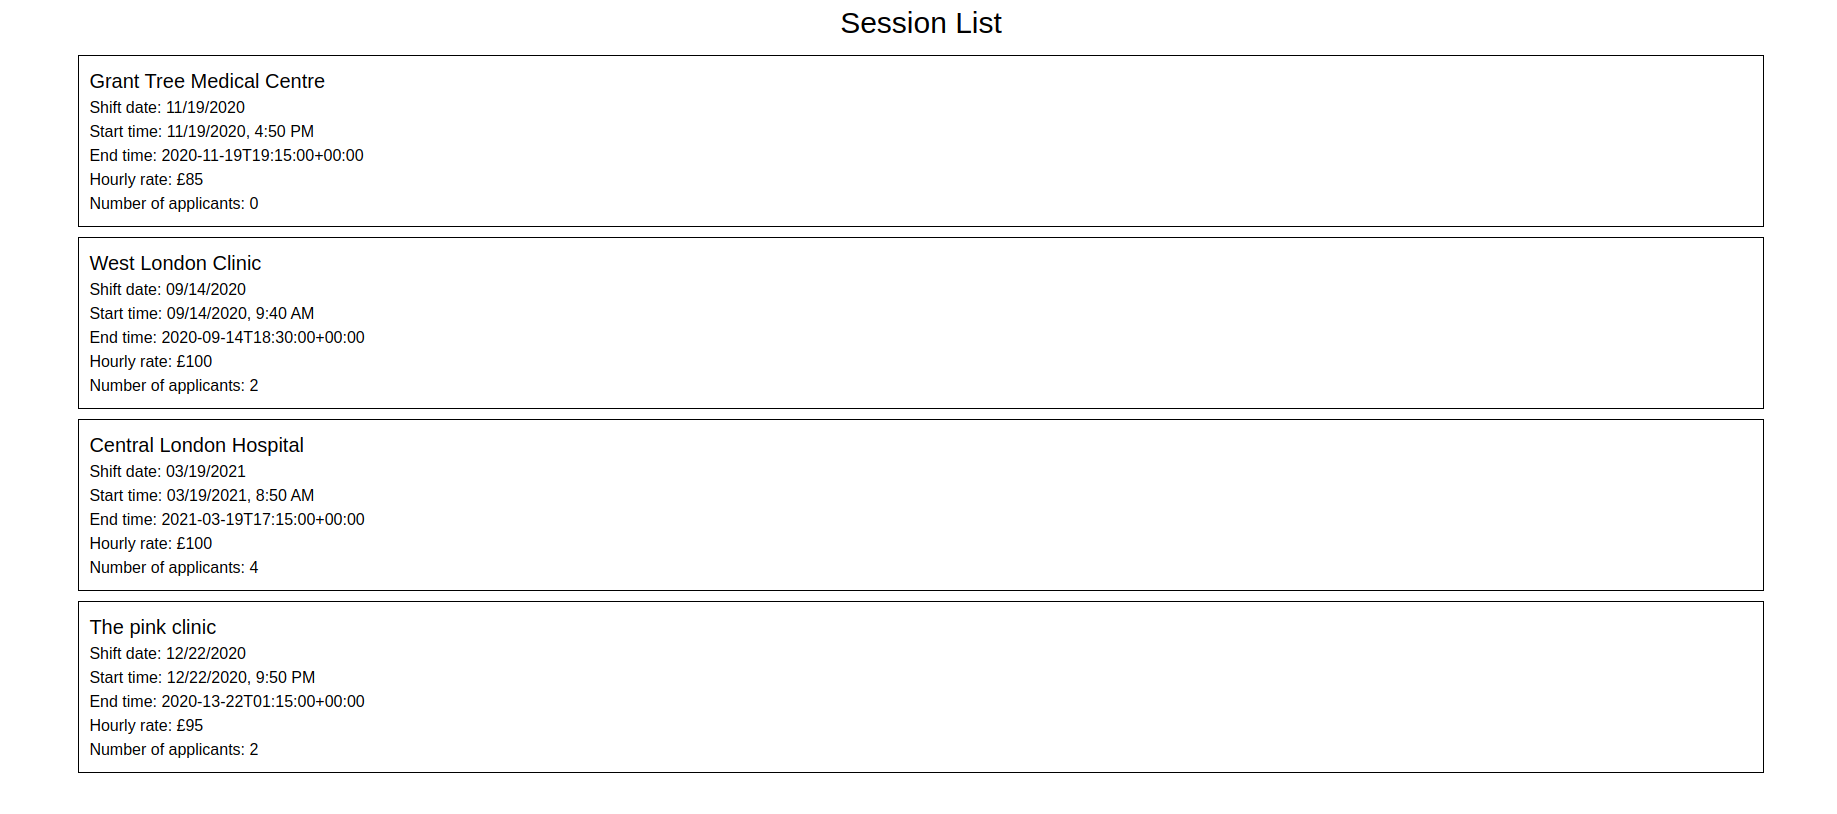 Session List
Grant Tree Medical Centre
Shift date: 11/19/2020
Start time: 11/19/2020, 4:50 PM
End time: 2020-11-19T19:15:00+00:00
Hourly rate: £85
Number of applicants: 0
West London Clinic
Shift date: 09/14/2020
Start time: 09/14/2020, 9:40 AM
End time: 2020-09-14T18:30:00+00:00
Hourly rate: £100
Number of applicants: 2
Central London Hospital
Shift date: 03/19/2021
Start time: 03/19/2021, 8:50 AM
End time: 2021-03-19T17:15:00+00:00
Hourly rate: £100
Number of applicants: 4
The pink clinic
Shift date: 12/22/2020
Start time: 12/22/2020, 9:50 PM
End time: 2020-13-22T01:15:00+00:00
Hourly rate: £95
Number of applicants: 2